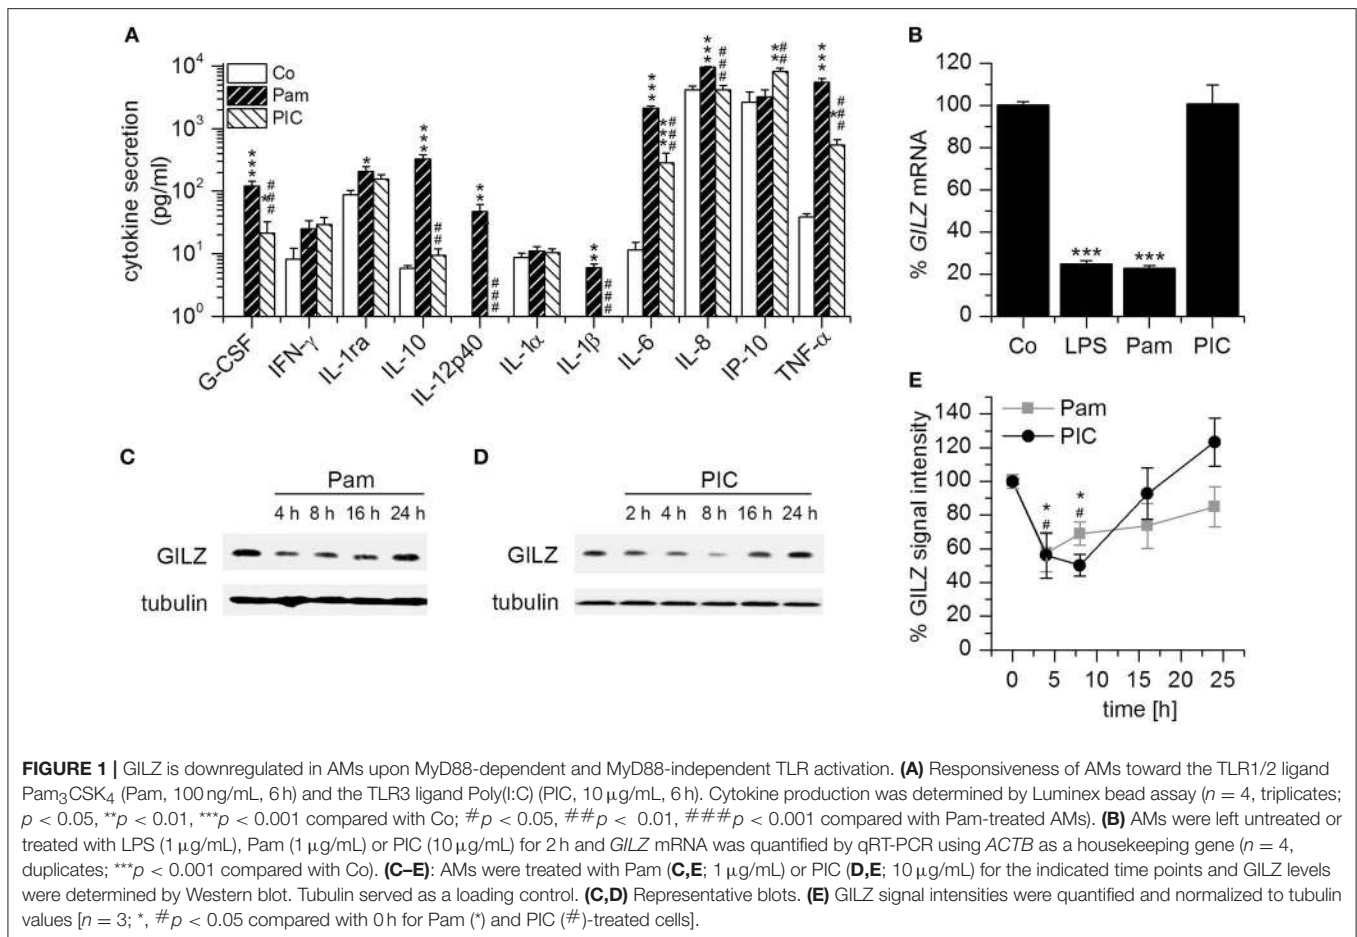 A
cytokine secretion
(pg/ml)
10⁴
10³
10²
10¹
10⁰
Co
Pam
PIC
***
*
###
*
***
##
**
###
**
###
***
***
###
***
###
**
##
***
*
###
G-CSF
IFN-γ
IL-1ra
IL-10
IL-12p40
IL-1α
IL-1β
IL-6
IL-8
IP-10
TNF-α
B
% GILZ mRNA
120
100
80
60
40
20
0
***
***
Co LPS Pam PIC
C
Pam
4 h 8 h 16 h 24 h
GILZ
tubulin
D
PIC
2 h 4 h 8 h 16 h 24 h
GILZ
tubulin
E
% GILZ signal intensity
140
120
100
80
60
40
20
0
Pam
PIC
*
#
*
#
0 5 10 15 20 25
time [h]
FIGURE 1 | GILZ is downregulated in AMs upon MyD88-dependent and MyD88-independent TLR activation. (A) Responsiveness of AMs toward the TLR1/2 ligand
Pam₃CSK₄ (Pam, 100 ng/mL, 6 h) and the TLR3 ligand Poly(I:C) (PIC, 10 μg/mL, 6 h). Cytokine production was determined by Luminex bead assay (n = 4, triplicates;
p < 0.05, **p < 0.01, ***p < 0.001 compared with Co; #p < 0.05, ##p < 0.01, ###p < 0.001 compared with Pam-treated AMs). (B) AMs were left untreated or
treated with LPS (1 μg/mL), Pam (1 μg/mL) or PIC (10 μg/mL) for 2 h and GILZ mRNA was quantified by qRT-PCR using ACTB as a housekeeping gene (n = 4,
duplicates; ***p < 0.001 compared with Co). (C–E): AMs were treated with Pam (C,E; 1 μg/mL) or PIC (D,E; 10 μg/mL) for the indicated time points and GILZ levels
were determined by Western blot. Tubulin served as a loading control. (C,D) Representative blots. (E) GILZ signal intensities were quantified and normalized to tubulin
values [n = 3; *, #p < 0.05 compared with 0 h for Pam (*) and PIC (#)-treated cells].